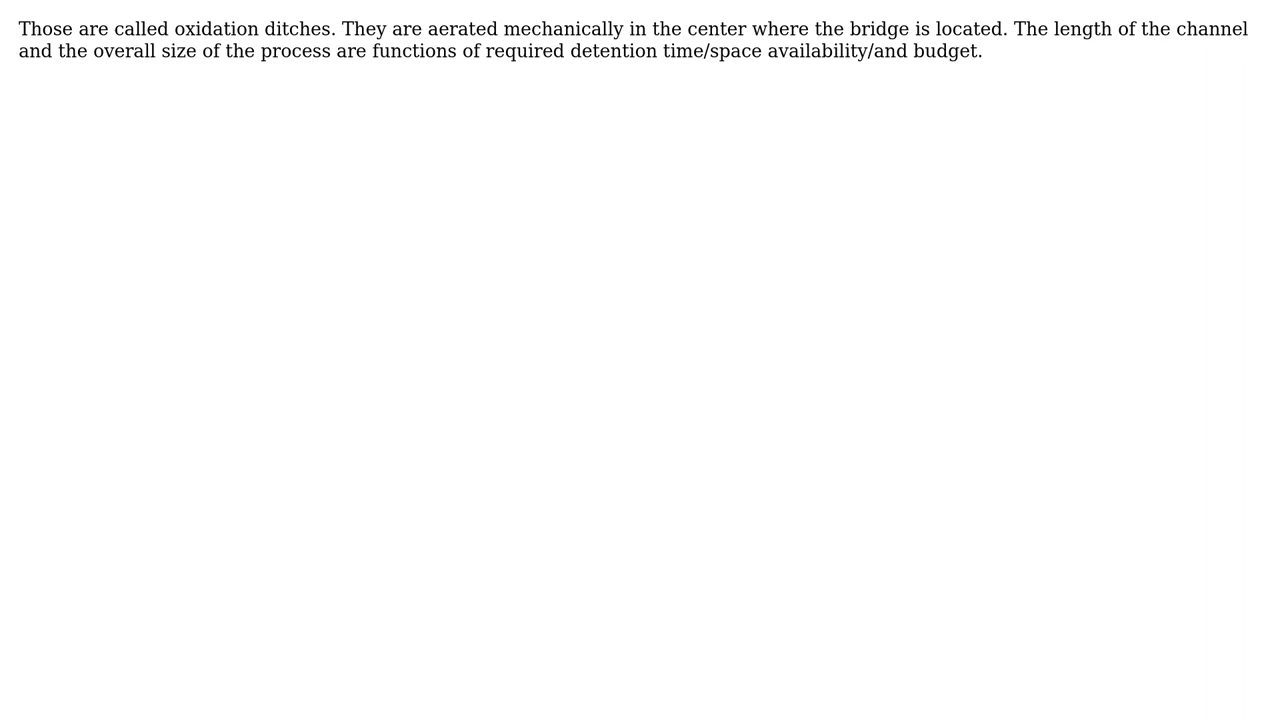 Those are called oxidation ditches. They are aerated mechanically in the center where the bridge is located. The length of the channel
and the overall size of the process are functions of required detention time/space availability/and budget.